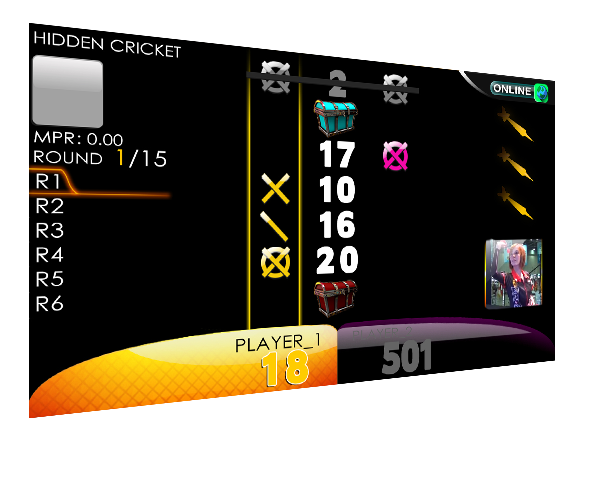 HIDDEN CRICKET
2
ONLINE
MPR: 0.00
ROUND 1/15
17
R1
10
R2
R3
16
R4
20
R5
R6
PLAYER_1
PLAYER_2
18
501